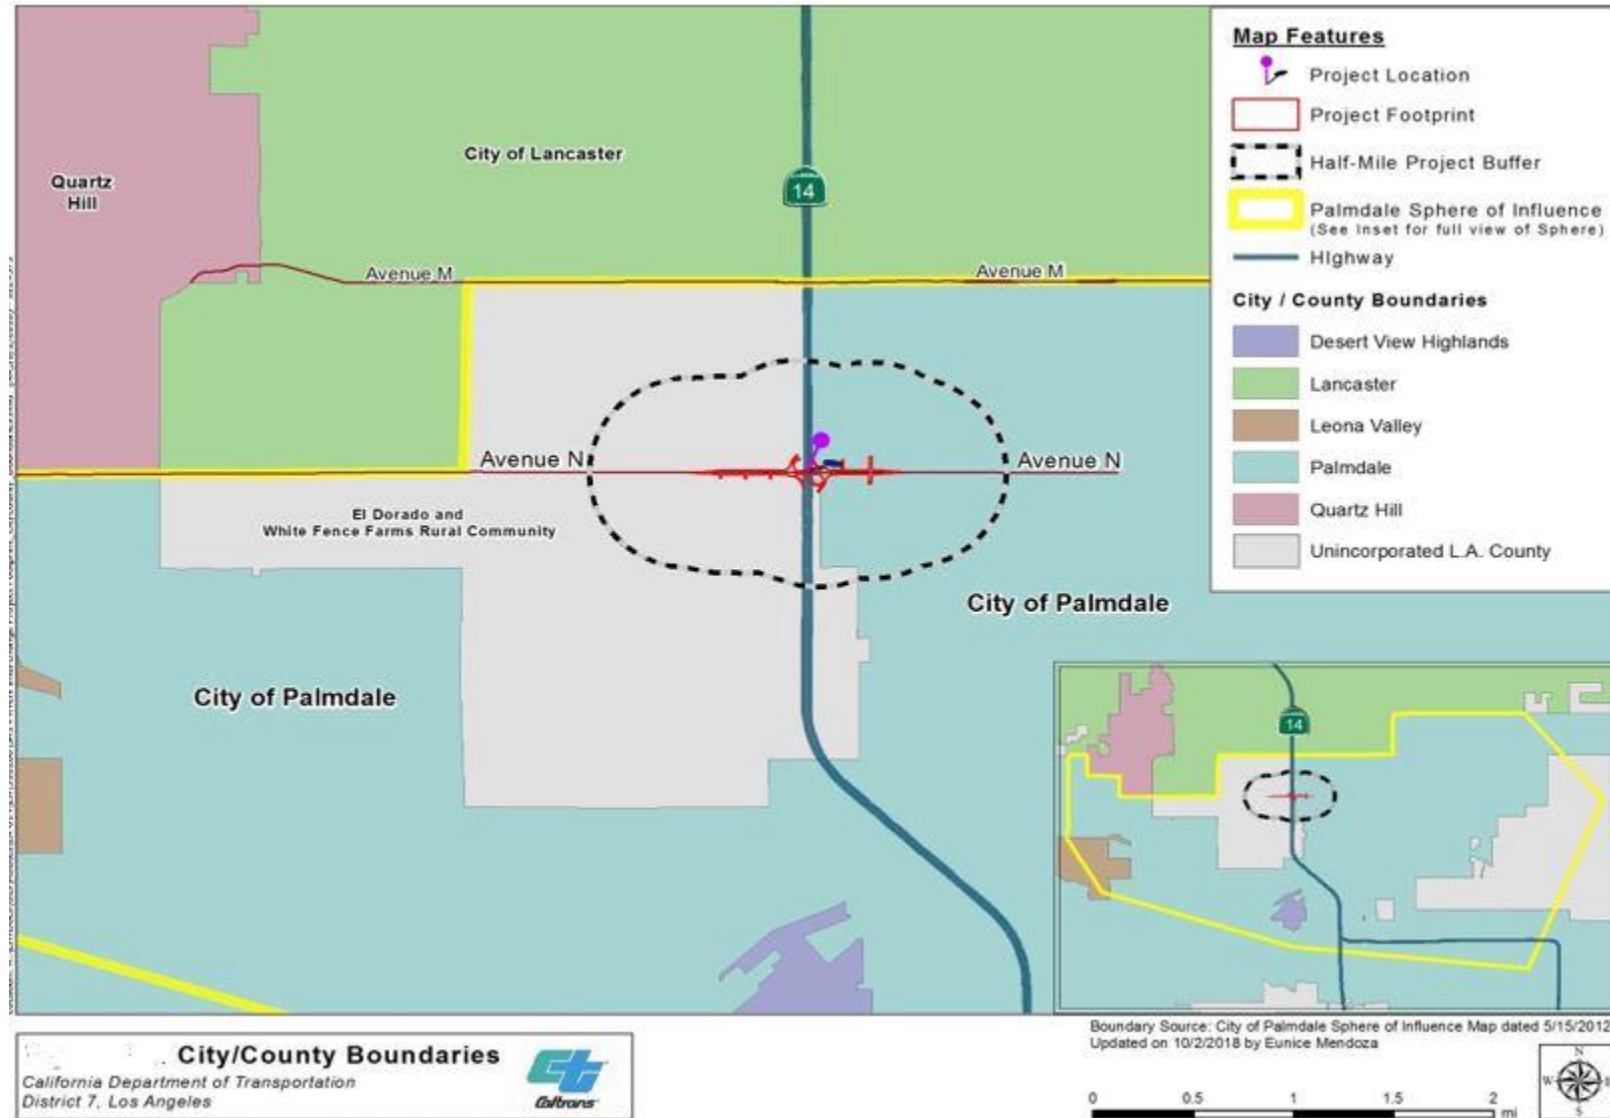 City of Lancaster
Quartz
Hill
14
Avenue M
Avenue M
Avenue N
Avenue N
El Dorado and
White Fence Farms Rural Community
City of Palmdale
City of Palmdale
Map Features
Project Location
Project Footprint
Half-Mile Project Buffer
Palmdale Sphere of Influence
(See Inset for full view of Sphere)
Highway
City / County Boundaries
Desert View Highlands
Lancaster
Leona Valley
Palmdale
Quartz Hill
Unincorporated L.A. County
14
City/County Boundaries
California Department of Transportation
District 7, Los Angeles
Caltrans
Boundary Source: City of Palmdale Sphere of Influence Map dated 5/15/2012
Updated on 10/2/2018 by Eunice Mendoza
0 0.5 1 1.5 2
mi
N
W E
S